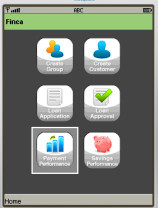 ABC
Finca
Create
Group
Create
Customer
Loan
Application
Loan
Approval
Payment
Performance
Savings
Performance
Home